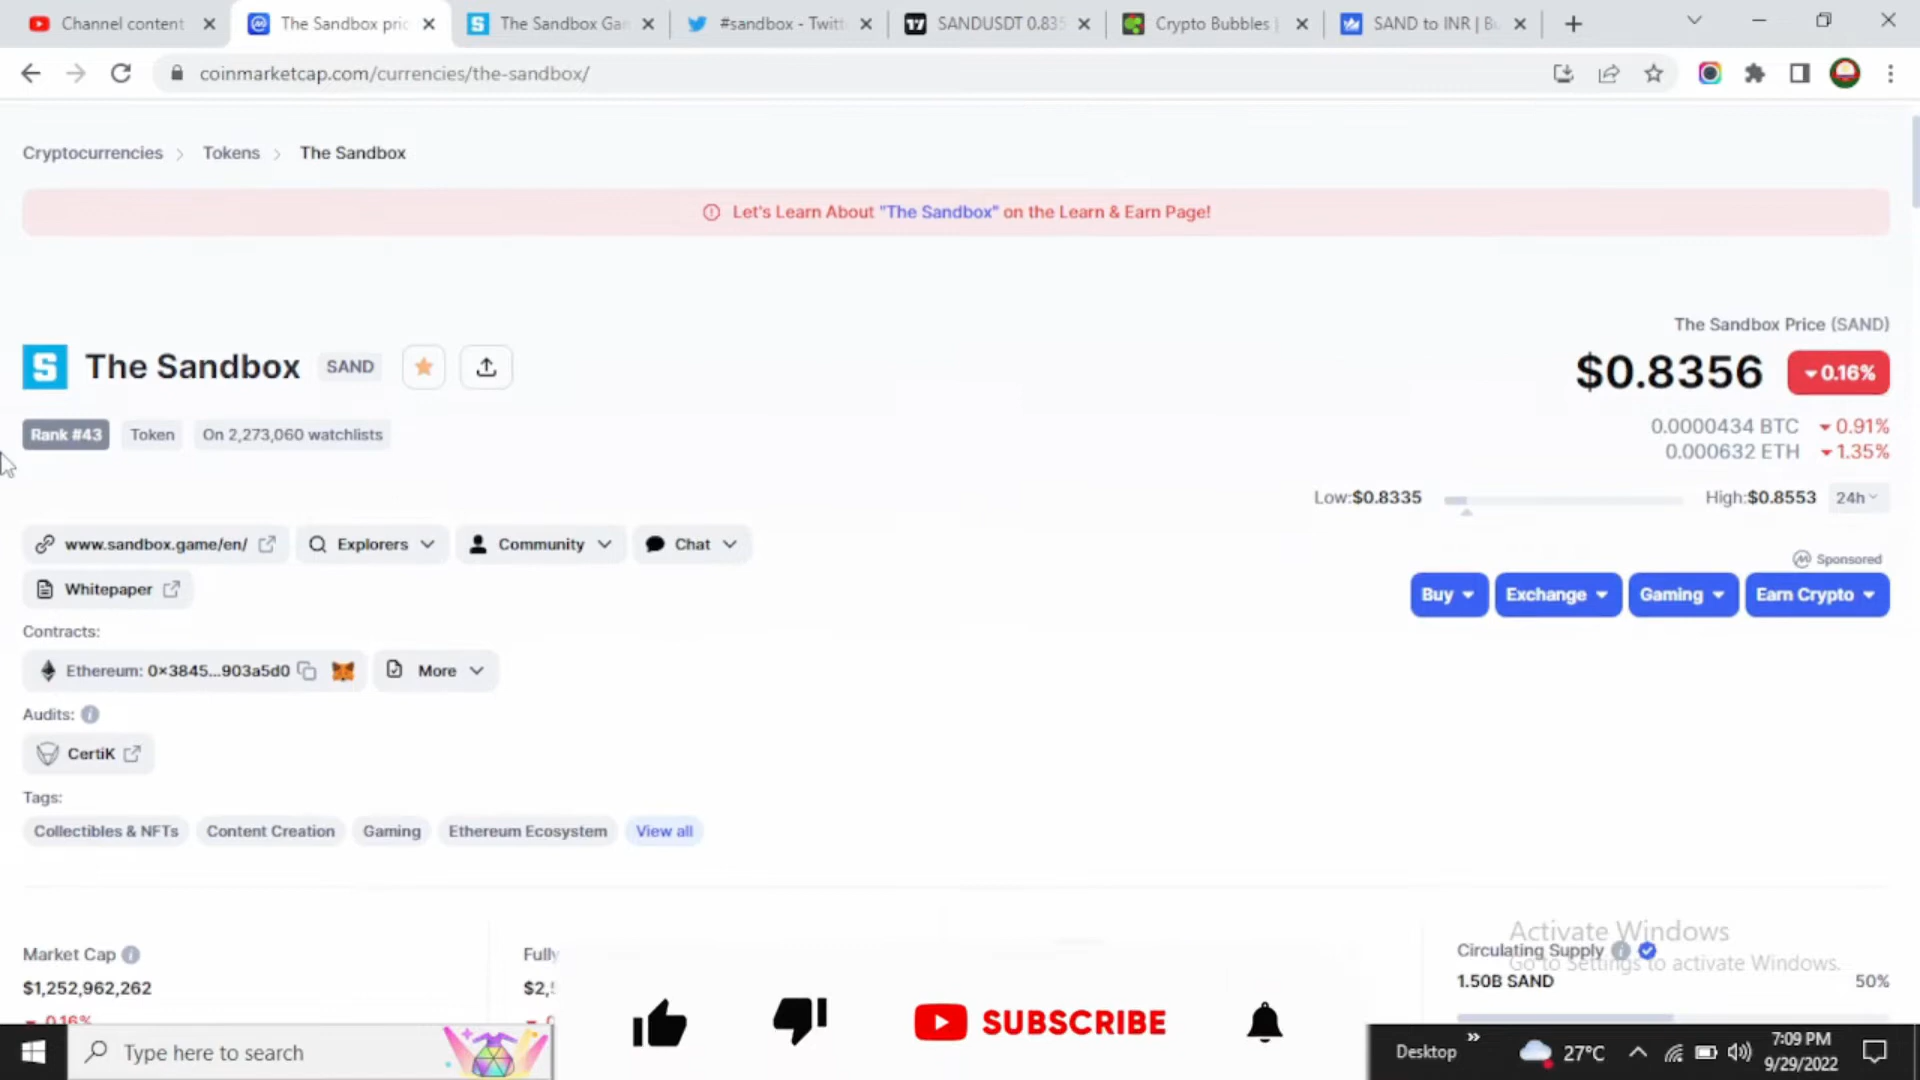 Channel content
The Sandbox pric
The Sandbox Gam
#sandbox - Twitt
SANDUSDT 0.835
Crypto Bubbles |
SAND to INR | Bu
coinmarketcap.com/currencies/the-sandbox/
Cryptocurrencies > Tokens > The Sandbox
Let's Learn About "The Sandbox" on the Learn & Earn Page!
The Sandbox Price (SAND)
S The Sandbox SAND
$0.8356 0.16%
Rank #43 Token On 2,273,060 watchlists
0.0000434 BTC 0.91%
0.000632 ETH 1.35%
Low:$0.8335 High:$0.8553 24h
www.sandbox.game/en/ Explorers Community Chat
Sponsored
Whitepaper
Buy Exchange Gaming Earn Crypto
Contracts:
Ethereum: 0x3845...903a5d0 More
Audits:
CertiK
Tags:
Collectibles & NFTs Content Creation Gaming Ethereum Ecosystem View all
Activate Windows
Go to Settings to activate Windows.
Market Cap
$1,252,962,262
0.16%
Fully
$2,
Circulating Supply
1.50B SAND 50%
SUBSCRIBE
Type here to search
Desktop
27°C
7:09 PM
9/29/2022